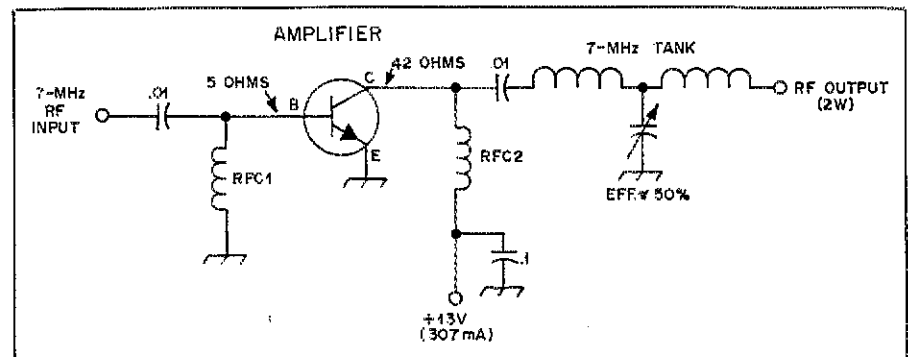 AMPLIFIER
7-MHz TANK
42 OHMS
5 OHMS
7-MHz
RF
INPUT
.01
B
C
E
.01
RF OUTPUT
(2W)
RFC1
RFC2
EFF. ≈ 50%
.1
+13V
(307mA)